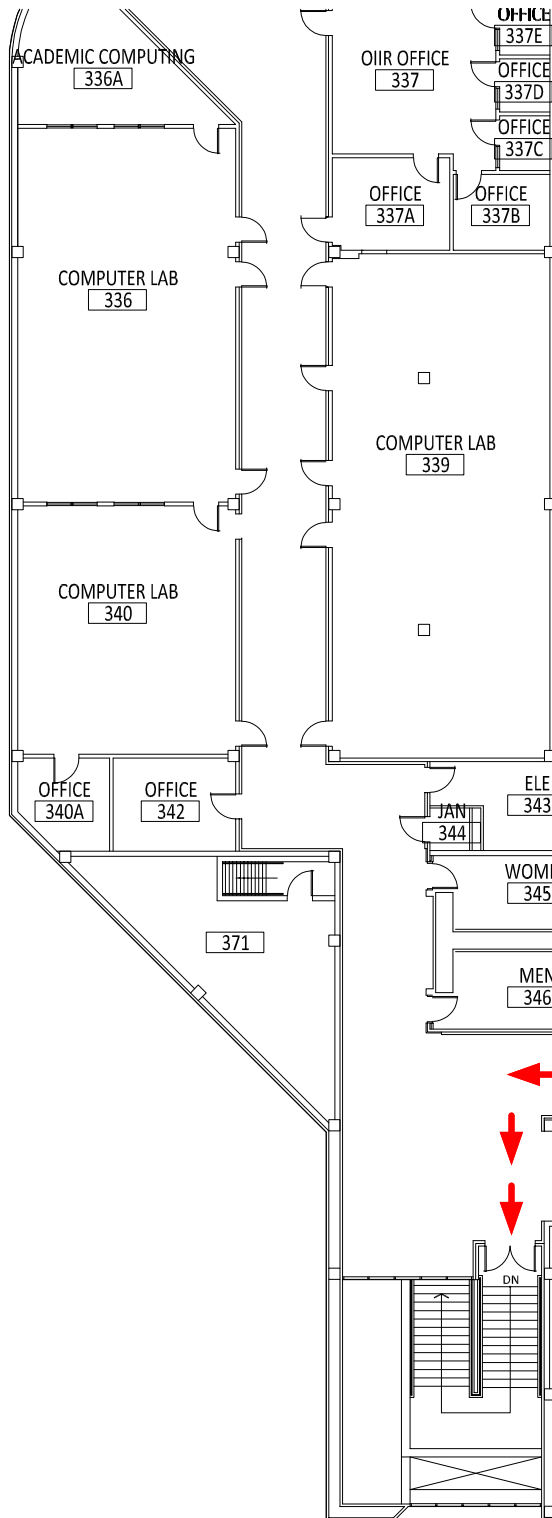 OFFICE
337E
ACADEMIC COMPUTING
336A
OIIR OFFICE
337
OFFICE
337D
OFFICE
337C
OFFICE
337A
OFFICE
337B
COMPUTER LAB
336
COMPUTER LAB
339
COMPUTER LAB
340
OFFICE
340A
OFFICE
342
ELE
343
JAN
344
WOME
345
371
MEN
346
DN